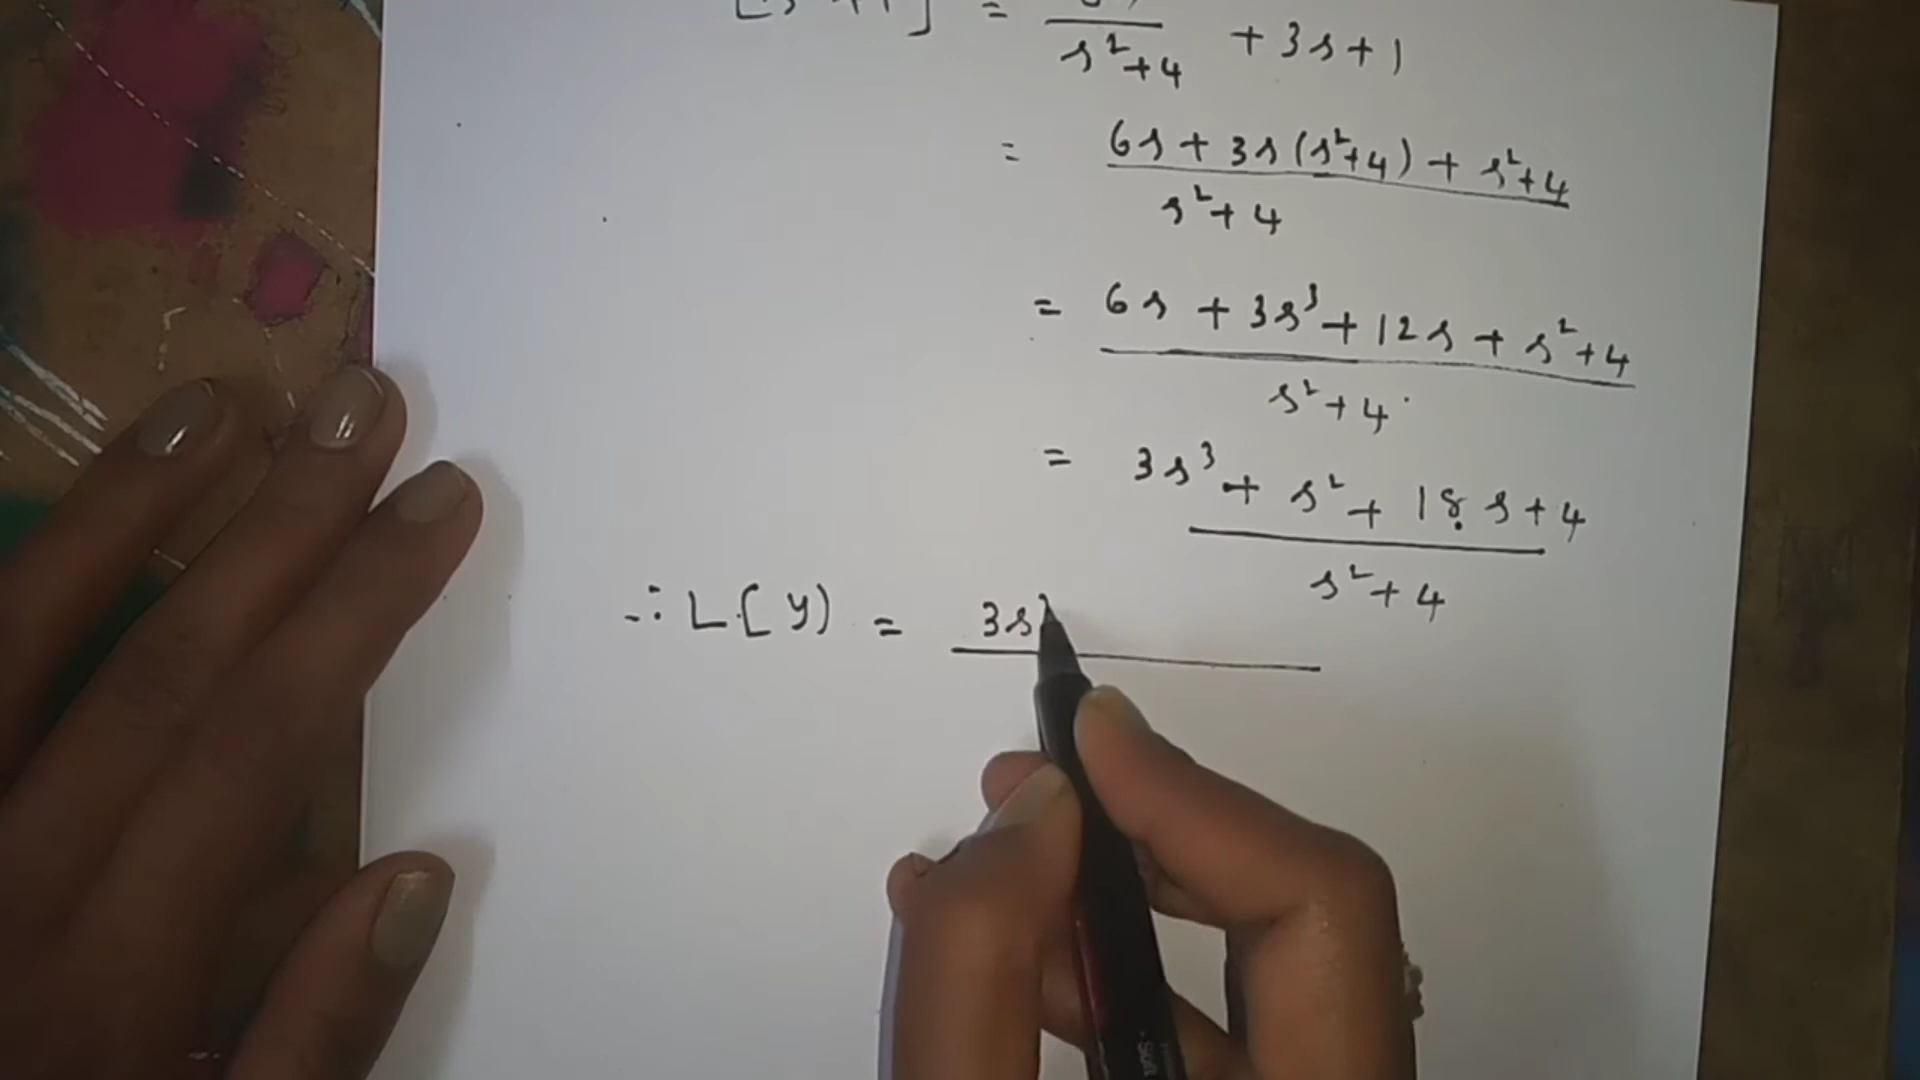 = / s²+4 + 3s + 1
= 6s + 3s(s²+4) + s²+4 / s²+4
= 6s + 3s³ + 12s + s²+4 / s²+4
= 3s³ + s² + 18s + 4 / s²+4
∴ L[y) = 3s